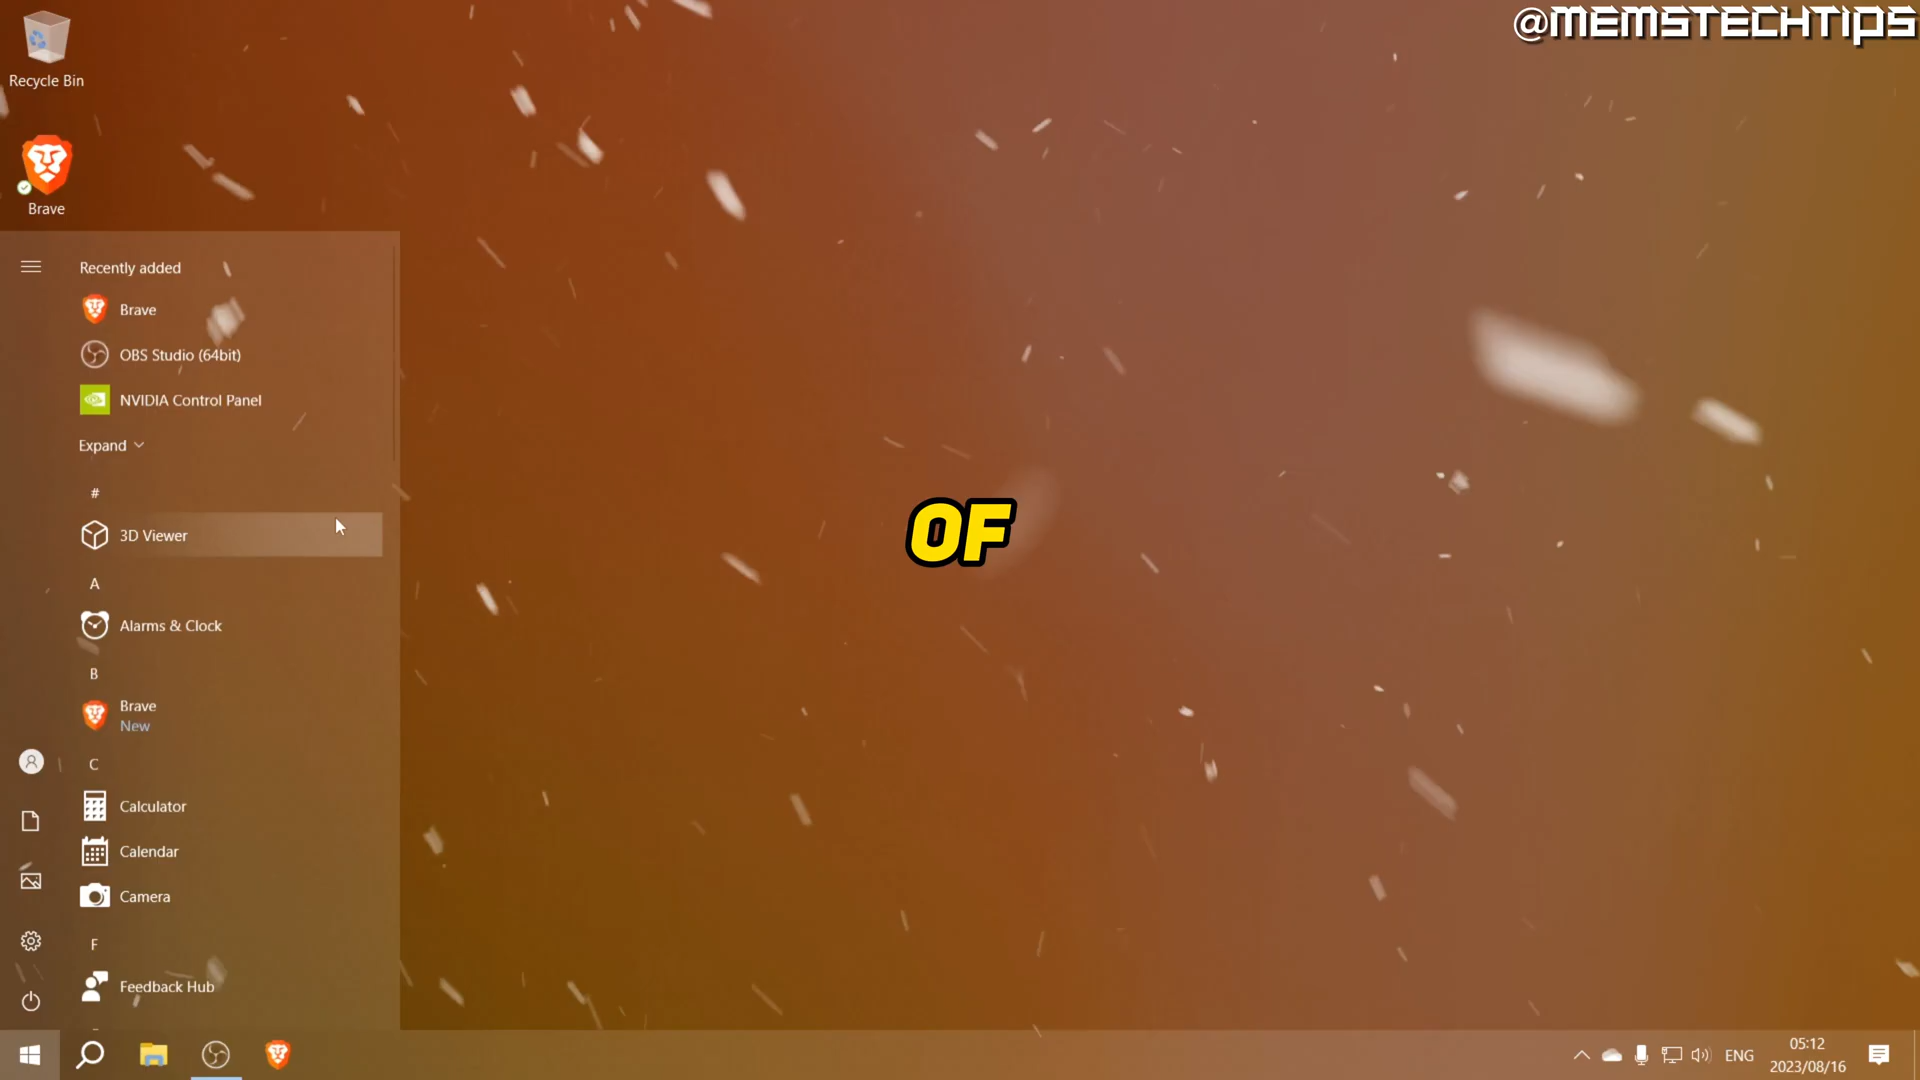 @MEMSTECHTIPS
Recycle Bin
Brave
Recently added
Brave
OBS Studio (64bit)
NVIDIA Control Panel
Expand
#
3D Viewer
A
Alarms & Clock
B
Brave
New
C
Calculator
Calendar
Camera
F
Feedback Hub
OF
ENG
05:12
2023/08/16